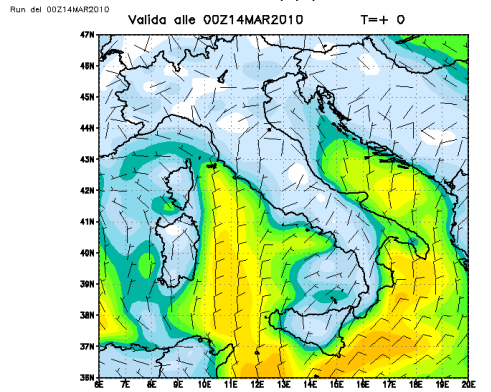 Run del 00Z14MAR2010
Valida alle 00Z14MAR2010 T=+ 0
47N
46N
45N
44N
43N
42N
41N
40N
39N
38N
37N
36N
6E 7E 8E 9E 10E 11E 12E 13E 14E 15E 16E 17E 18E 19E 20E